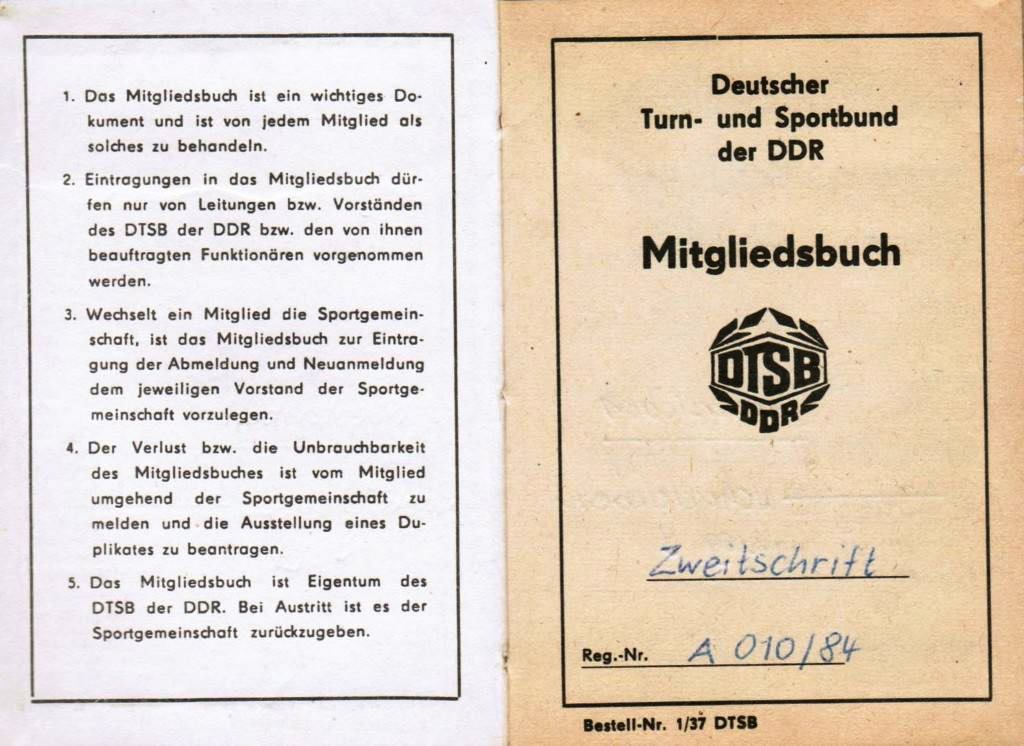 1. Das Mitgliedsbuch ist ein wichtiges Do-
kument und ist von jedem Mitglied als
solches zu behandeln.
2. Eintragungen in das Mitgliedsbuch dür-
fen nur von Leitungen bzw. Vorständen
des DTSB der DDR bzw. den von ihnen
beauftragten Funktionären vorgenommen
werden.
3. Wechselt ein Mitglied die Sportgemein-
schaft, ist das Mitgliedsbuch zur Eintra-
gung der Abmeldung und Neuanmeldung
dem jeweiligen Vorstand der Sportge-
meinschaft vorzulegen.
4. Der Verlust bzw. die Unbrauchbarkeit
des Mitgliedsbuches ist vom Mitglied
umgehend der Sportgemeinschaft zu
melden und die Ausstellung eines Du-
plikates zu beantragen.
5. Das Mitgliedsbuch ist Eigentum des
DTSB der DDR. Bei Austritt ist es der
Sportgemeinschaft zurückzugeben.
Deutscher
Turn- und Sportbund
der DDR
Mitgliedsbuch
DTSB
DDR
Zweitschrift
Reg.-Nr. A 010/84
Bestell-Nr. 1/37 DTSB